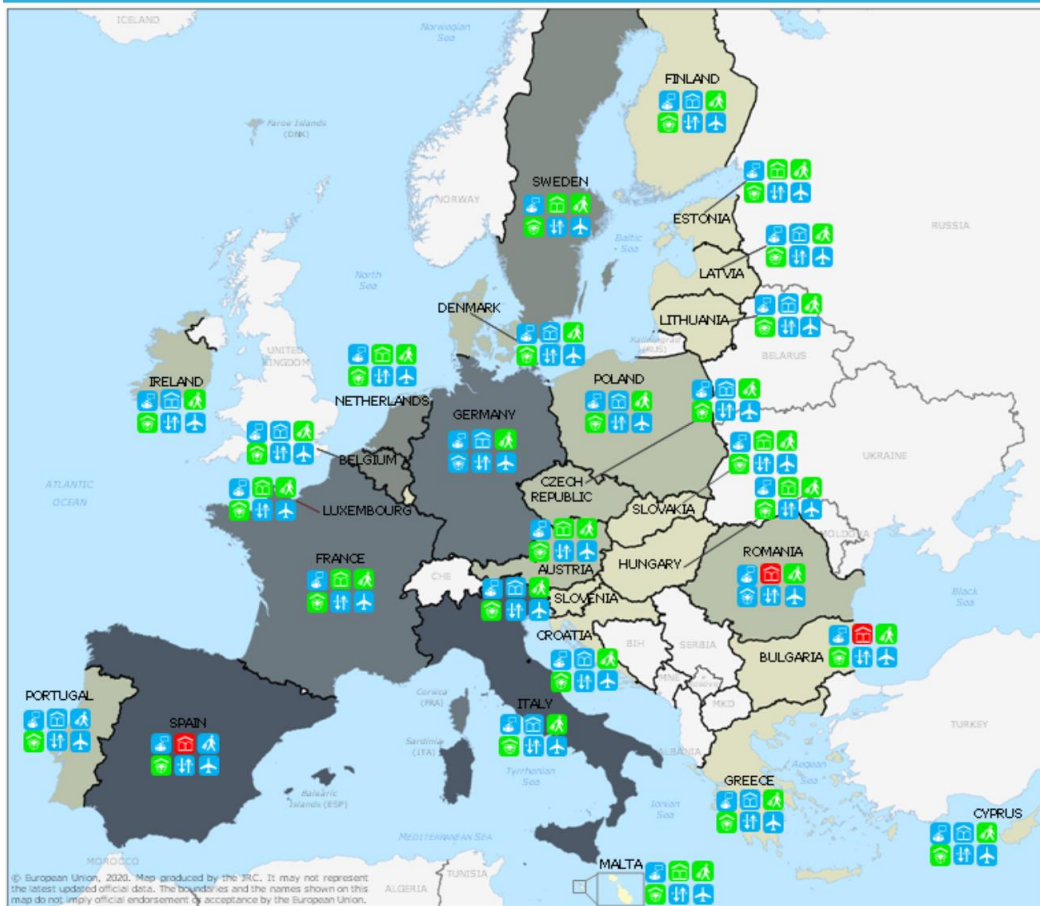 ICELAND
Norwegian
Sea
FINLAND
Faroe Islands
(DNK)
SWEDEN
NORWAY
ESTONIA
RUSSIA
Baltic
Sea
North
Sea
LATVIA
DENMARK
LITHUANIA
Kaliningrad
(RUS)
UNITED
KINGDOM
BELARUS
IRELAND
NETHERLANDS
POLAND
GERMANY
BELGIUM
UKRAINE
ATLANTIC
OCEAN
CZECH
REPUBLIC
LUXEMBOURG
SLOVAKIA
MOLDOVA
FRANCE
AUSTRIA
HUNGARY
ROMANIA
CHE
SLOVENIA
Black
Sea
CROATIA
BIH
SERBIA
BULGARIA
PORTUGAL
Corsica
(FRA)
MNE
MKD
SPAIN
ITALY
TURKEY
Sardinia
(ITA)
ALBANIA
Tyrrhenian
Sea
Aegean
Sea
Balearic
Islands (ESP)
GREECE
Ionian
Sea
CYPRUS
MEDITERRANEAN SEA
MOROCCO
MALTA
TUNISIA
ALGERIA
© European Union, 2020. Map produced by the JRC. It may not represent
the latest updated official data. The boundaries and the names shown on this
map do not imply official endorsement or acceptance by the European Union.